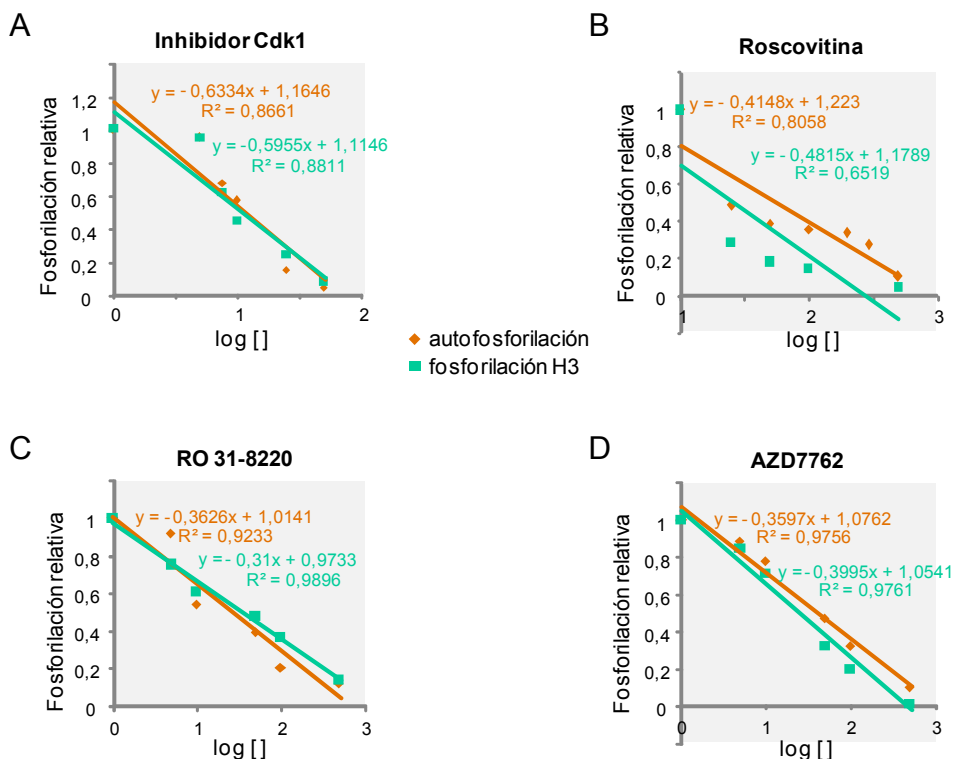 A
Inhibidor Cdk1
Fosforilación relativa
1,2
1
0,8
0,6
0,4
0,2
0
y = - 0,6334x + 1,1646
R² = 0,8661
y = -0,5955x + 1,1146
R² = 0,8811
0
1
2
log [ ]
B
Roscovitina
Fosforilación relativa
1
0,8
0,6
0,4
0,2
0
y = - 0,4148x + 1,223
R² = 0,8058
y = -0,4815x + 1,1789
R² = 0,6519
1
2
3
log [ ]
autofosforilación
fosforilación H3
C
RO 31-8220
Fosforilación relativa
1
0,8
0,6
0,4
0,2
0
y = -0,3626x + 1,0141
R² = 0,9233
y = -0,31x + 0,9733
R² = 0,9896
0
1
2
3
log [ ]
D
AZD7762
Fosforilación relativa
1
0,8
0,6
0,4
0,2
0
y = -0,3597x + 1,0762
R² = 0,9756
y = -0,3995x + 1,0541
R² = 0,9761
0
1
2
3
log [ ]